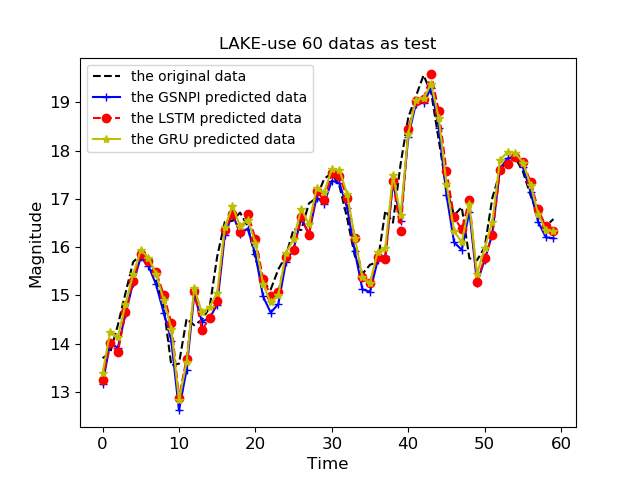 LAKE-use 60 datas as test
the original data
the GSNPI predicted data
the LSTM predicted data
the GRU predicted data
Magnitude
19
18
17
16
15
14
13
0 10 20 30 40 50 60
Time